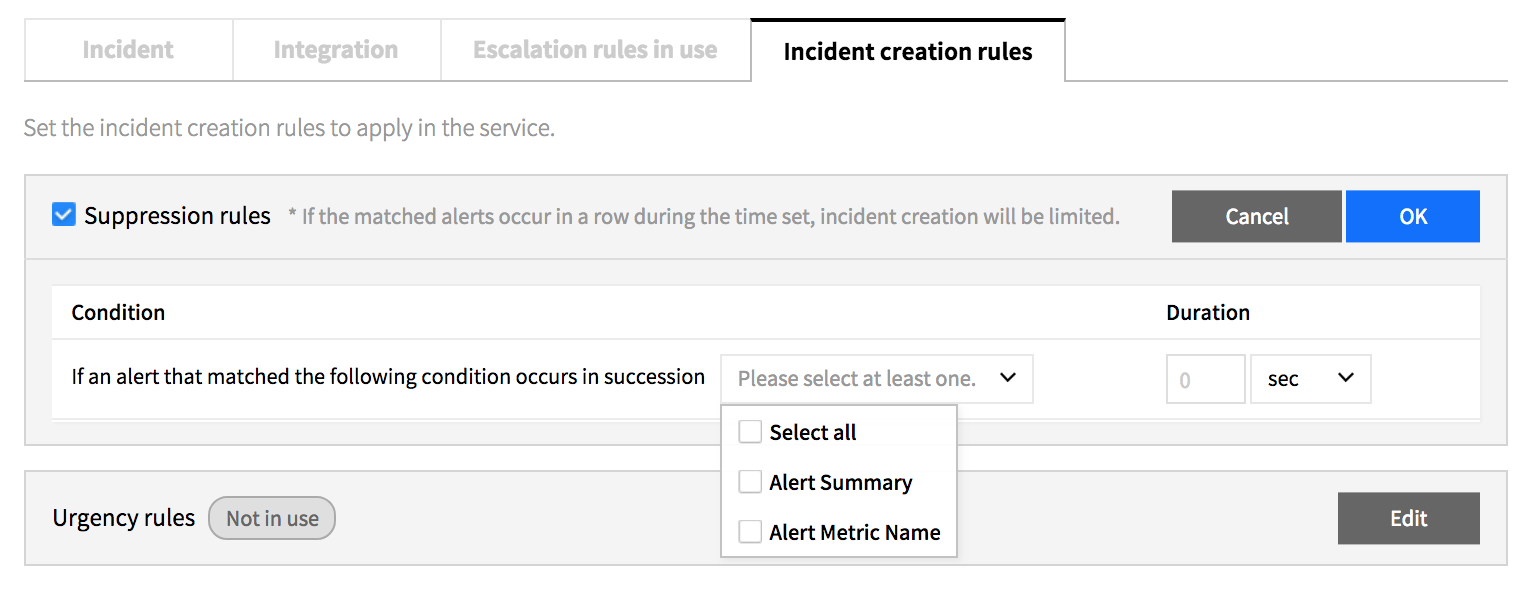 Incident
Integration
Escalation rules in use
Incident creation rules
Set the incident creation rules to apply in the service.
Suppression rules * If the matched alerts occur in a row during the time set, incident creation will be limited.
Cancel
OK
Condition
Duration
If an alert that matched the following condition occurs in succession
Please select at least one.
0
sec
Select all
Alert Summary
Alert Metric Name
Urgency rules
Not in use
Edit